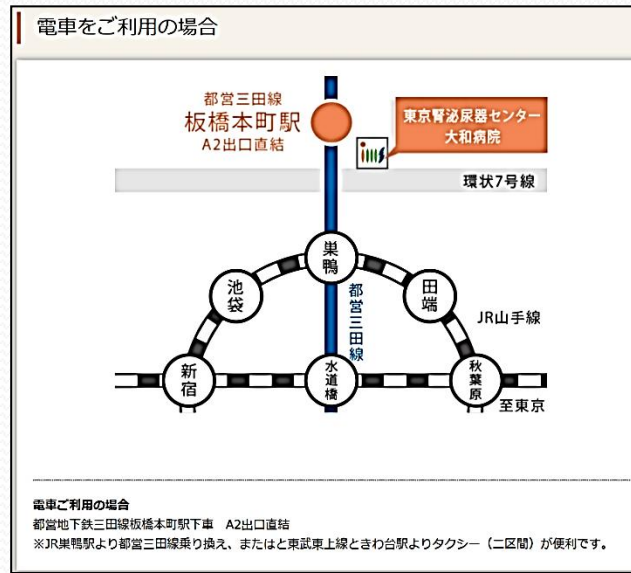 電車をご利用の場合
都営三田線
板橋本町駅
A2出口直結
東京腎泌尿器センター
大和病院
ims
環状7号線
巣鴨
池袋
田端
都営三田線
JR山手線
新宿
水道橋
秋葉原
至東京
電車ご利用の場合
都営地下鉄三田線板橋本町駅下車　A2出口直結
※JR巣鴨駅より都営三田線乗り換え、またはと東武東上線ときわ台駅よりタクシー（二区間）が便利です。